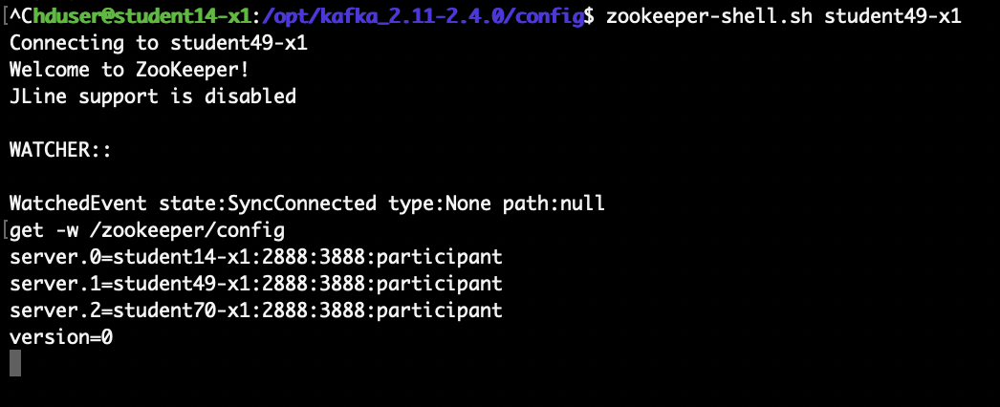 ^Chduser@student14-x1:/opt/kafka_2.11-2.4.0/config$ zookeeper-shell.sh student49-x1
Connecting to student49-x1
Welcome to ZooKeeper!
JLine support is disabled
WATCHER::
WatchedEvent state:SyncConnected type:None path:null
get -w /zookeeper/config
server.0=student14-x1:2888:3888:participant
server.1=student49-x1:2888:3888:participant
server.2=student70-x1:2888:3888:participant
version=0